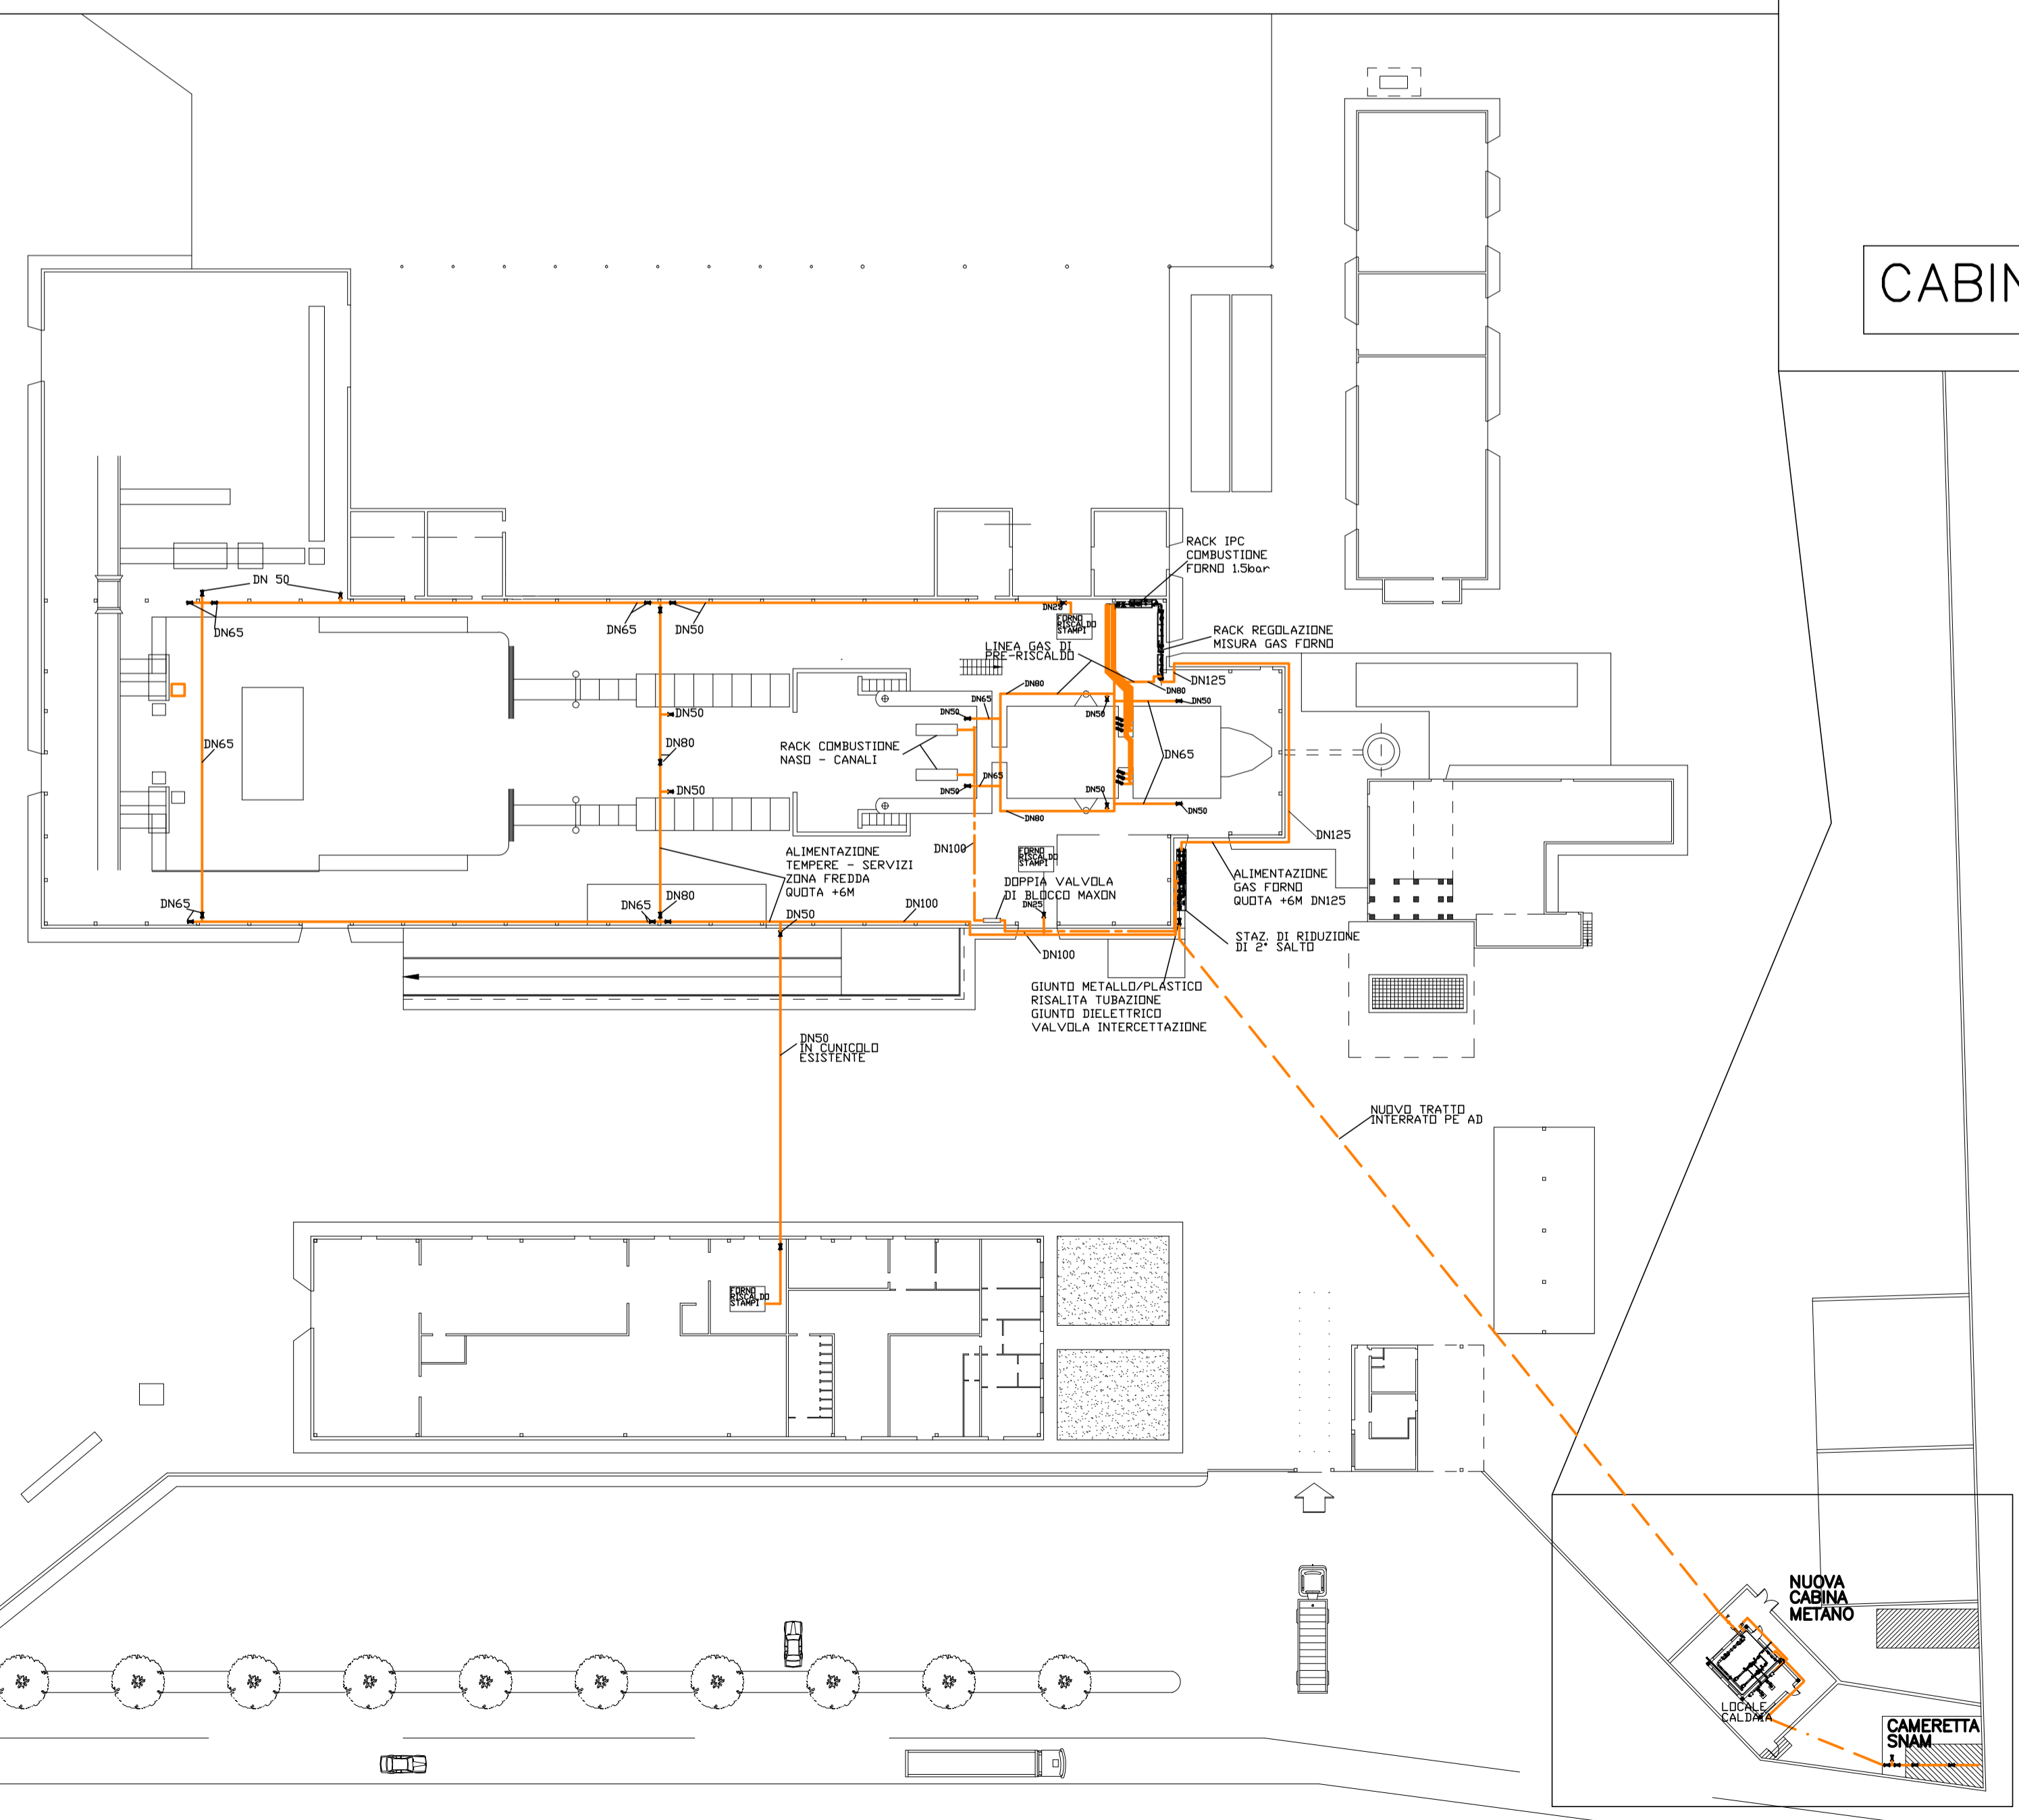 CABIN
RACK IPC
COMBUSTIONE
FORNO 1.5bar
DN 50
DN65
DN65
DN50
DN25
FORNO
RISCALDO
STAMPI
RACK REGOLAZIONE
MISURA GAS FORNO
LINEA GAS DI
PRE-RISCALDO
DN80
DN80
DN125
DN65
DN50
DN50
DN50
DN50
DN65
DN80
RACK COMBUSTIONE
NASO - CANALI
DN65
DN65
DN50
DN50
DN50
DN50
DN80
DN125
DN100
ALIMENTAZIONE
TEMPERE - SERVIZI
ZONA FREDDA
QUOTA +6M
FORNO
RISCALDO
STAMPI
DOPPIA VALVOLA
DI BLOCCO MAXON
ALIMENTAZIONE
GAS FORNO
QUOTA +6M DN125
DN65
DN65
DN80
DN50
DN100
DN25
STAZ. DI RIDUZIONE
DI 2° SALTO
DN100
GIUNTO METALLO/PLASTICO
RISALITA TUBAZIONE
GIUNTO DIELETTRICO
VALVOLA INTERCETTAZIONE
DN50
IN CUNICOLO
ESISTENTE
NUOVO TRATTO
INTERRATO PE AD
FORNO
RISCALDO
STAMPI
NUOVA
CABINA
METANO
LOCALE
CALDAIA
CAMERETTA
SNAM